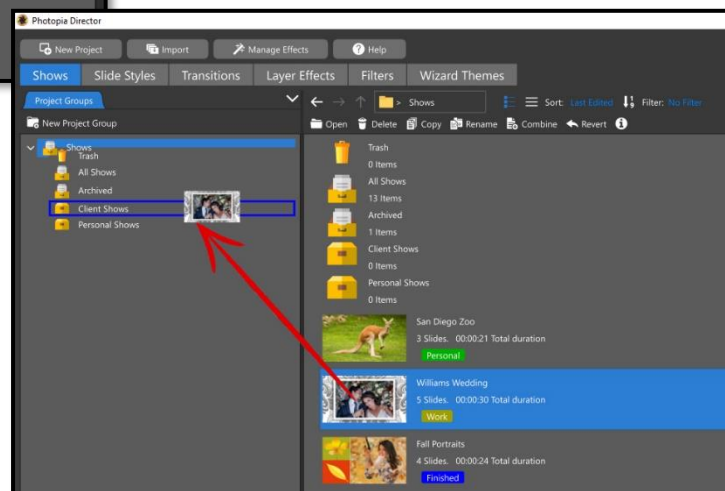 Photopia Director
New Project Import Manage Effects Help
Shows Slide Styles Transitions Layer Effects Filters Wizard Themes
Project Groups
New Project Group
Shows
Trash
All Shows
Archived
Client Shows
Personal Shows
> Shows Sort: Last Edited Filter: No Filter
Open Delete Copy Rename Combine Revert
Trash
0 Items
All Shows
13 Items
Archived
1 Items
Client Shows
0 Items
Personal Shows
0 Items
San Diego Zoo
3 Slides. 00:00:21 Total duration
Personal
Williams Wedding
5 Slides. 00:00:30 Total duration
Work
Fall Portraits
4 Slides. 00:00:24 Total duration
Finished